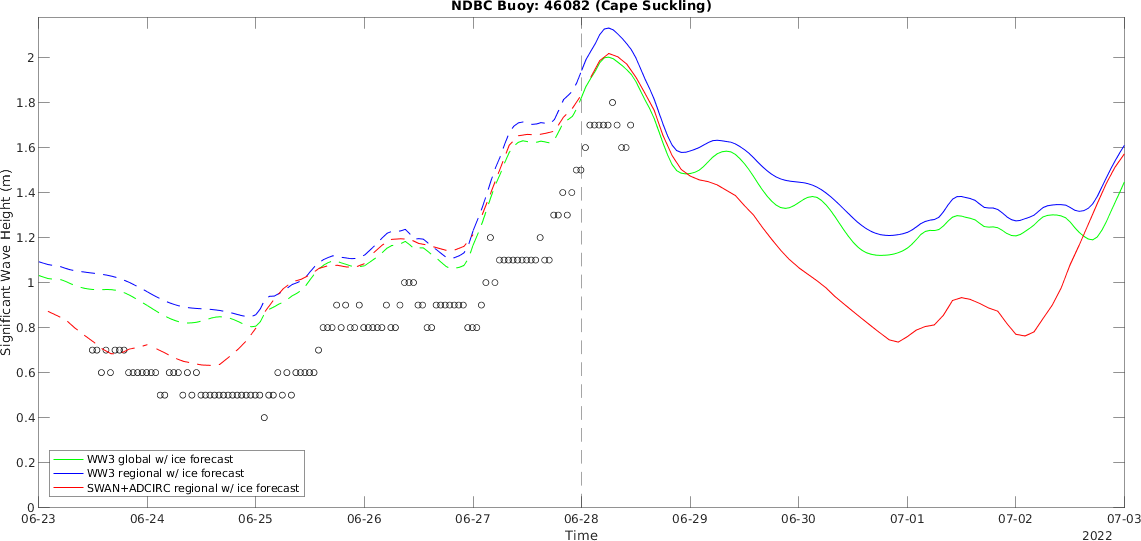 NDBC Buoy: 46082 (Cape Suckling)
Significant Wave Height (m)
2
1.8
1.6
1.4
1.2
1
0.8
0.6
0.4
0.2
0
WW3 global w/ ice forecast
WW3 regional w/ ice forecast
SWAN+ADCIRC regional w/ ice forecast
06-23 06-24 06-25 06-26 06-27 06-28 06-29 06-30 07-01 07-02 07-03
Time
2022